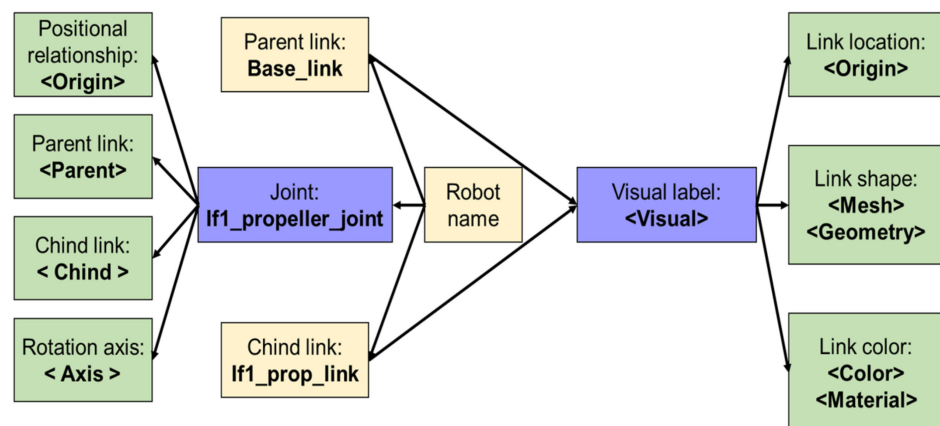 Positional
relationship:
<Origin>
Parent link:
<Parent>
Chind link:
< Chind >
Rotation axis:
< Axis >
Parent link:
Base_link
Joint:
lf1_propeller_joint
Robot
name
Chind link:
lf1_prop_link
Visual label:
<Visual>
Link location:
<Origin>
Link shape:
<Mesh>
<Geometry>
Link color:
<Color>
<Material>